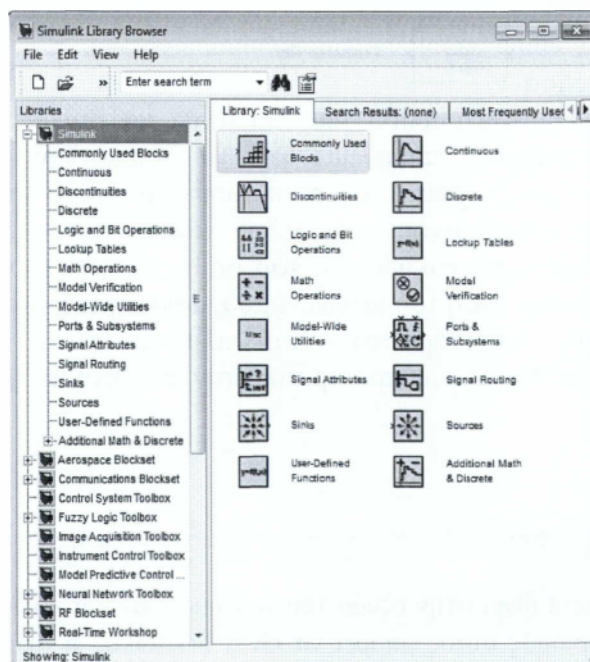 Simulink Library Browser
File Edit View Help
» Enter search term
Libraries
Simulink
Commonly Used Blocks
Continuous
Discontinuities
Discrete
Logic and Bit Operations
Lookup Tables
Math Operations
Model Verification
Model-Wide Utilities
Ports & Subsystems
Signal Attributes
Signal Routing
Sinks
Sources
User-Defined Functions
Additional Math & Discrete
Aerospace Blockset
Communications Blockset
Control System Toolbox
Fuzzy Logic Toolbox
Image Acquisition Toolbox
Instrument Control Toolbox
Model Predictive Control ...
Neural Network Toolbox
RF Blockset
Real-Time Workshop
Library: Simulink Search Results: (none) Most Frequently Used
Commonly Used
Blocks
Continuous
Discontinuities
Discrete
Logic and Bit
Operations
Lookup Tables
Math
Operations
Model
Verification
Misc
Model-Wide
Utilities
Ports &
Subsystems
Signal Attributes
Signal Routing
Sinks
Sources
User-Defined
Functions
Additional Math
& Discrete
Showing: Simulink